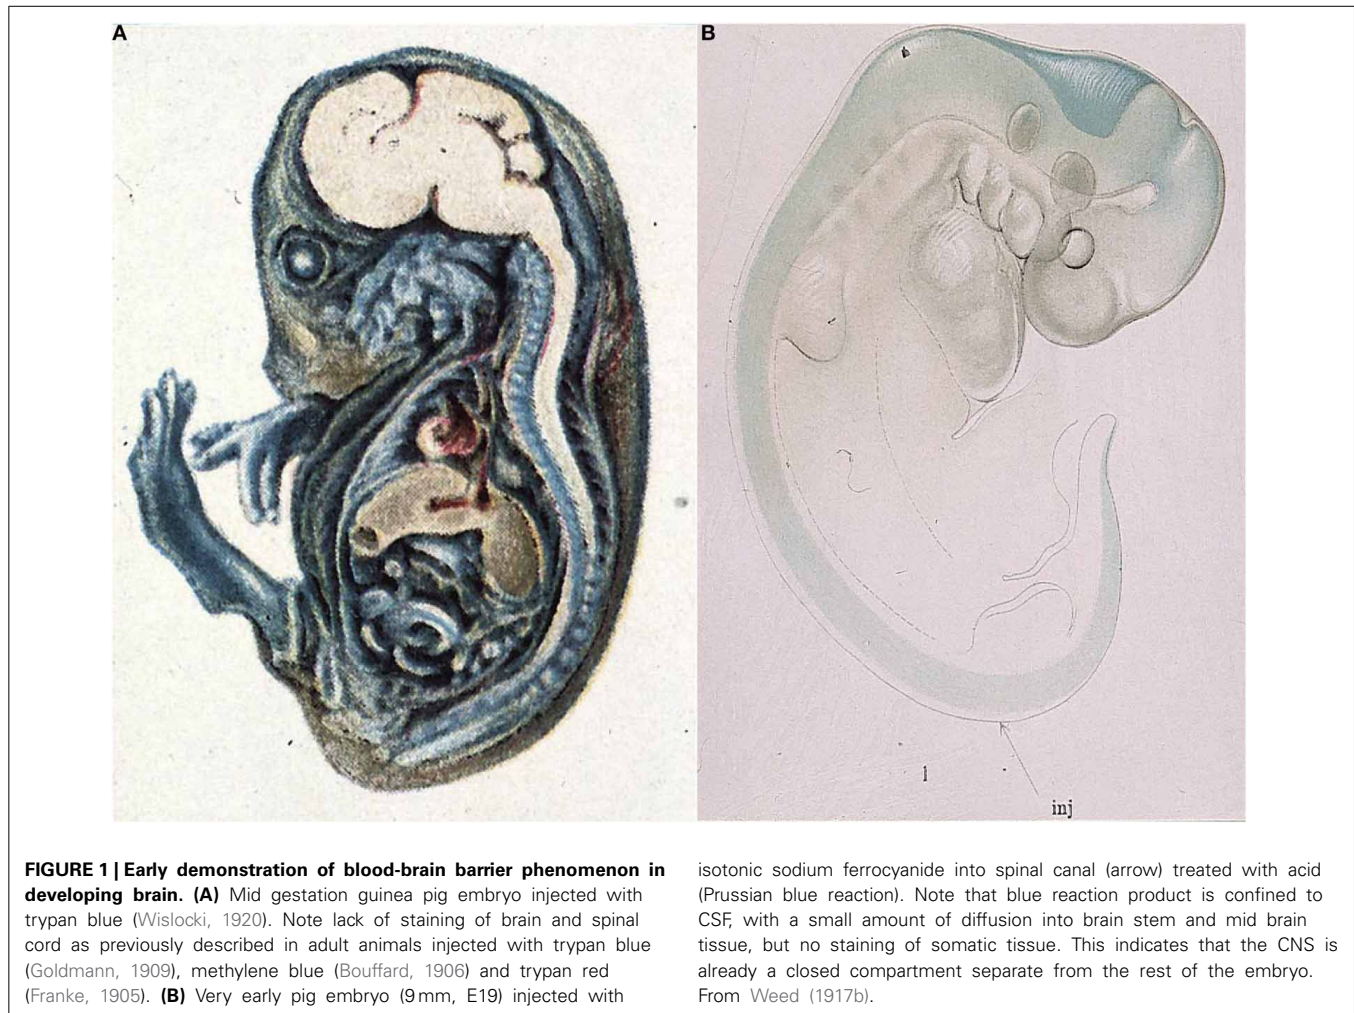 A
B
l
inj
FIGURE 1 | Early demonstration of blood-brain barrier phenomenon in
developing brain. (A) Mid gestation guinea pig embryo injected with
trypan blue (Wislocki, 1920). Note lack of staining of brain and spinal
cord as previously described in adult animals injected with trypan blue
(Goldmann, 1909), methylene blue (Bouffard, 1906) and trypan red
(Franke, 1905). (B) Very early pig embryo (9 mm, E19) injected with
isotonic sodium ferrocyanide into spinal canal (arrow) treated with acid
(Prussian blue reaction). Note that blue reaction product is confined to
CSF, with a small amount of diffusion into brain stem and mid brain
tissue, but no staining of somatic tissue. This indicates that the CNS is
already a closed compartment separate from the rest of the embryo.
From Weed (1917b).